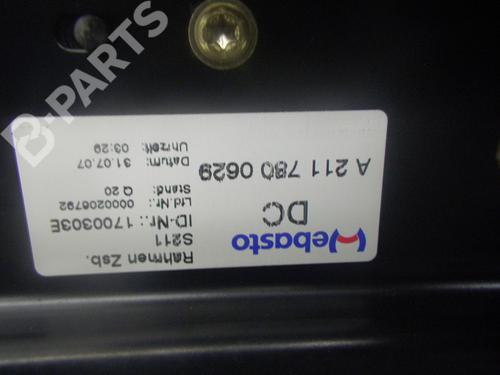 Rahmen Zsb.
S211
ID-Nr.: 1700303E
Lfd.Nr.: 0000206792
Stand: Q 20
Datum: 31.07.07
Uhrzeit: 03:29
Webasto
DC
A 211 780 0629
B-PARTS